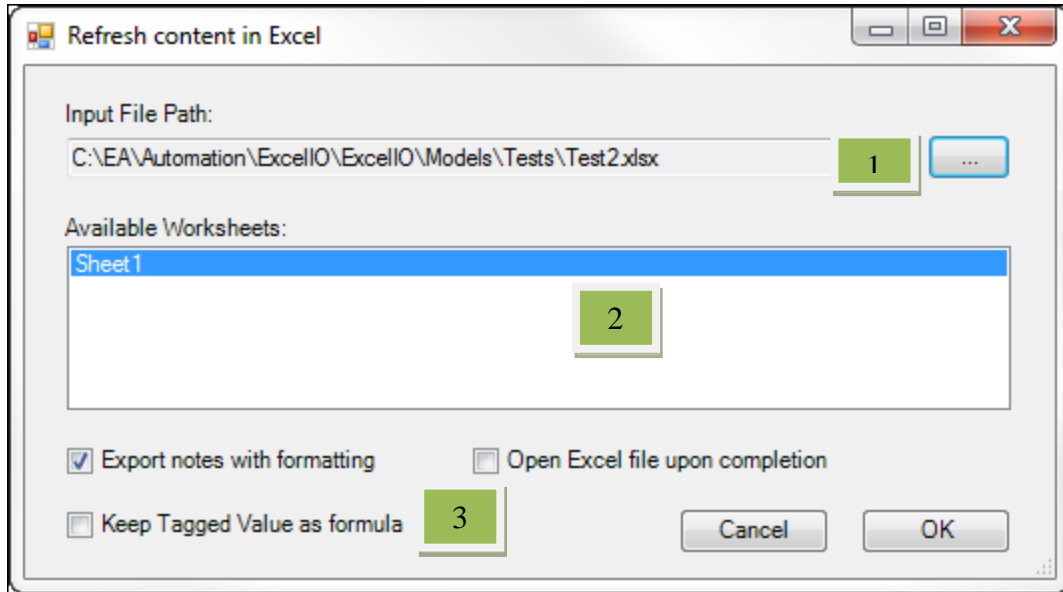 Refresh content in Excel
Input File Path:
C:\EA\Automation\ExcelIO\ExcelIO\Models\Tests\Test2.xlsx
1
...
Available Worksheets:
Sheet1
2
Export notes with formatting
Open Excel file upon completion
Keep Tagged Value as formula
3
Cancel
OK